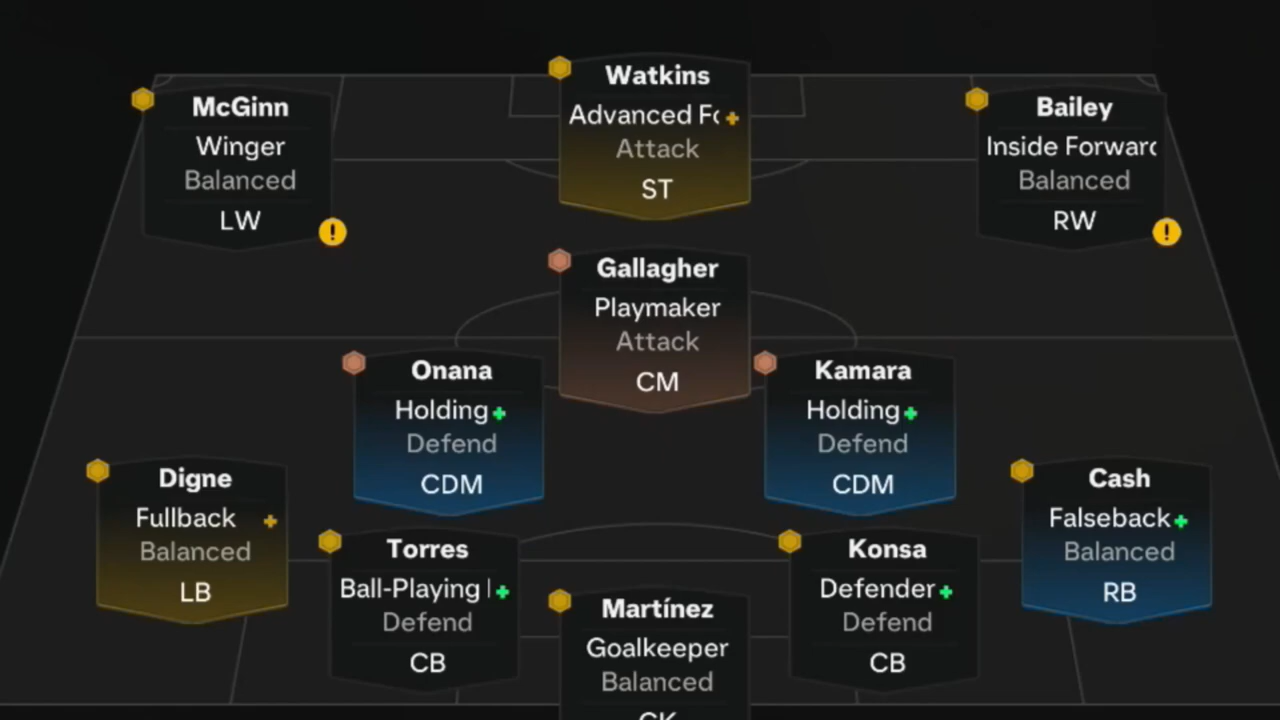 Watkins
Advanced Fo
Attack
ST
McGinn
Winger
Balanced
LW
!
Bailey
Inside Forward
Balanced
RW
!
Gallagher
Playmaker
Attack
CM
Onana
Holding
Defend
CDM
Kamara
Holding
Defend
CDM
Digne
Fullback
Balanced
LB
Cash
Falseback
Balanced
RB
Torres
Ball-Playing
Defend
CB
Konsa
Defender
Defend
CB
Martínez
Goalkeeper
Balanced
GK